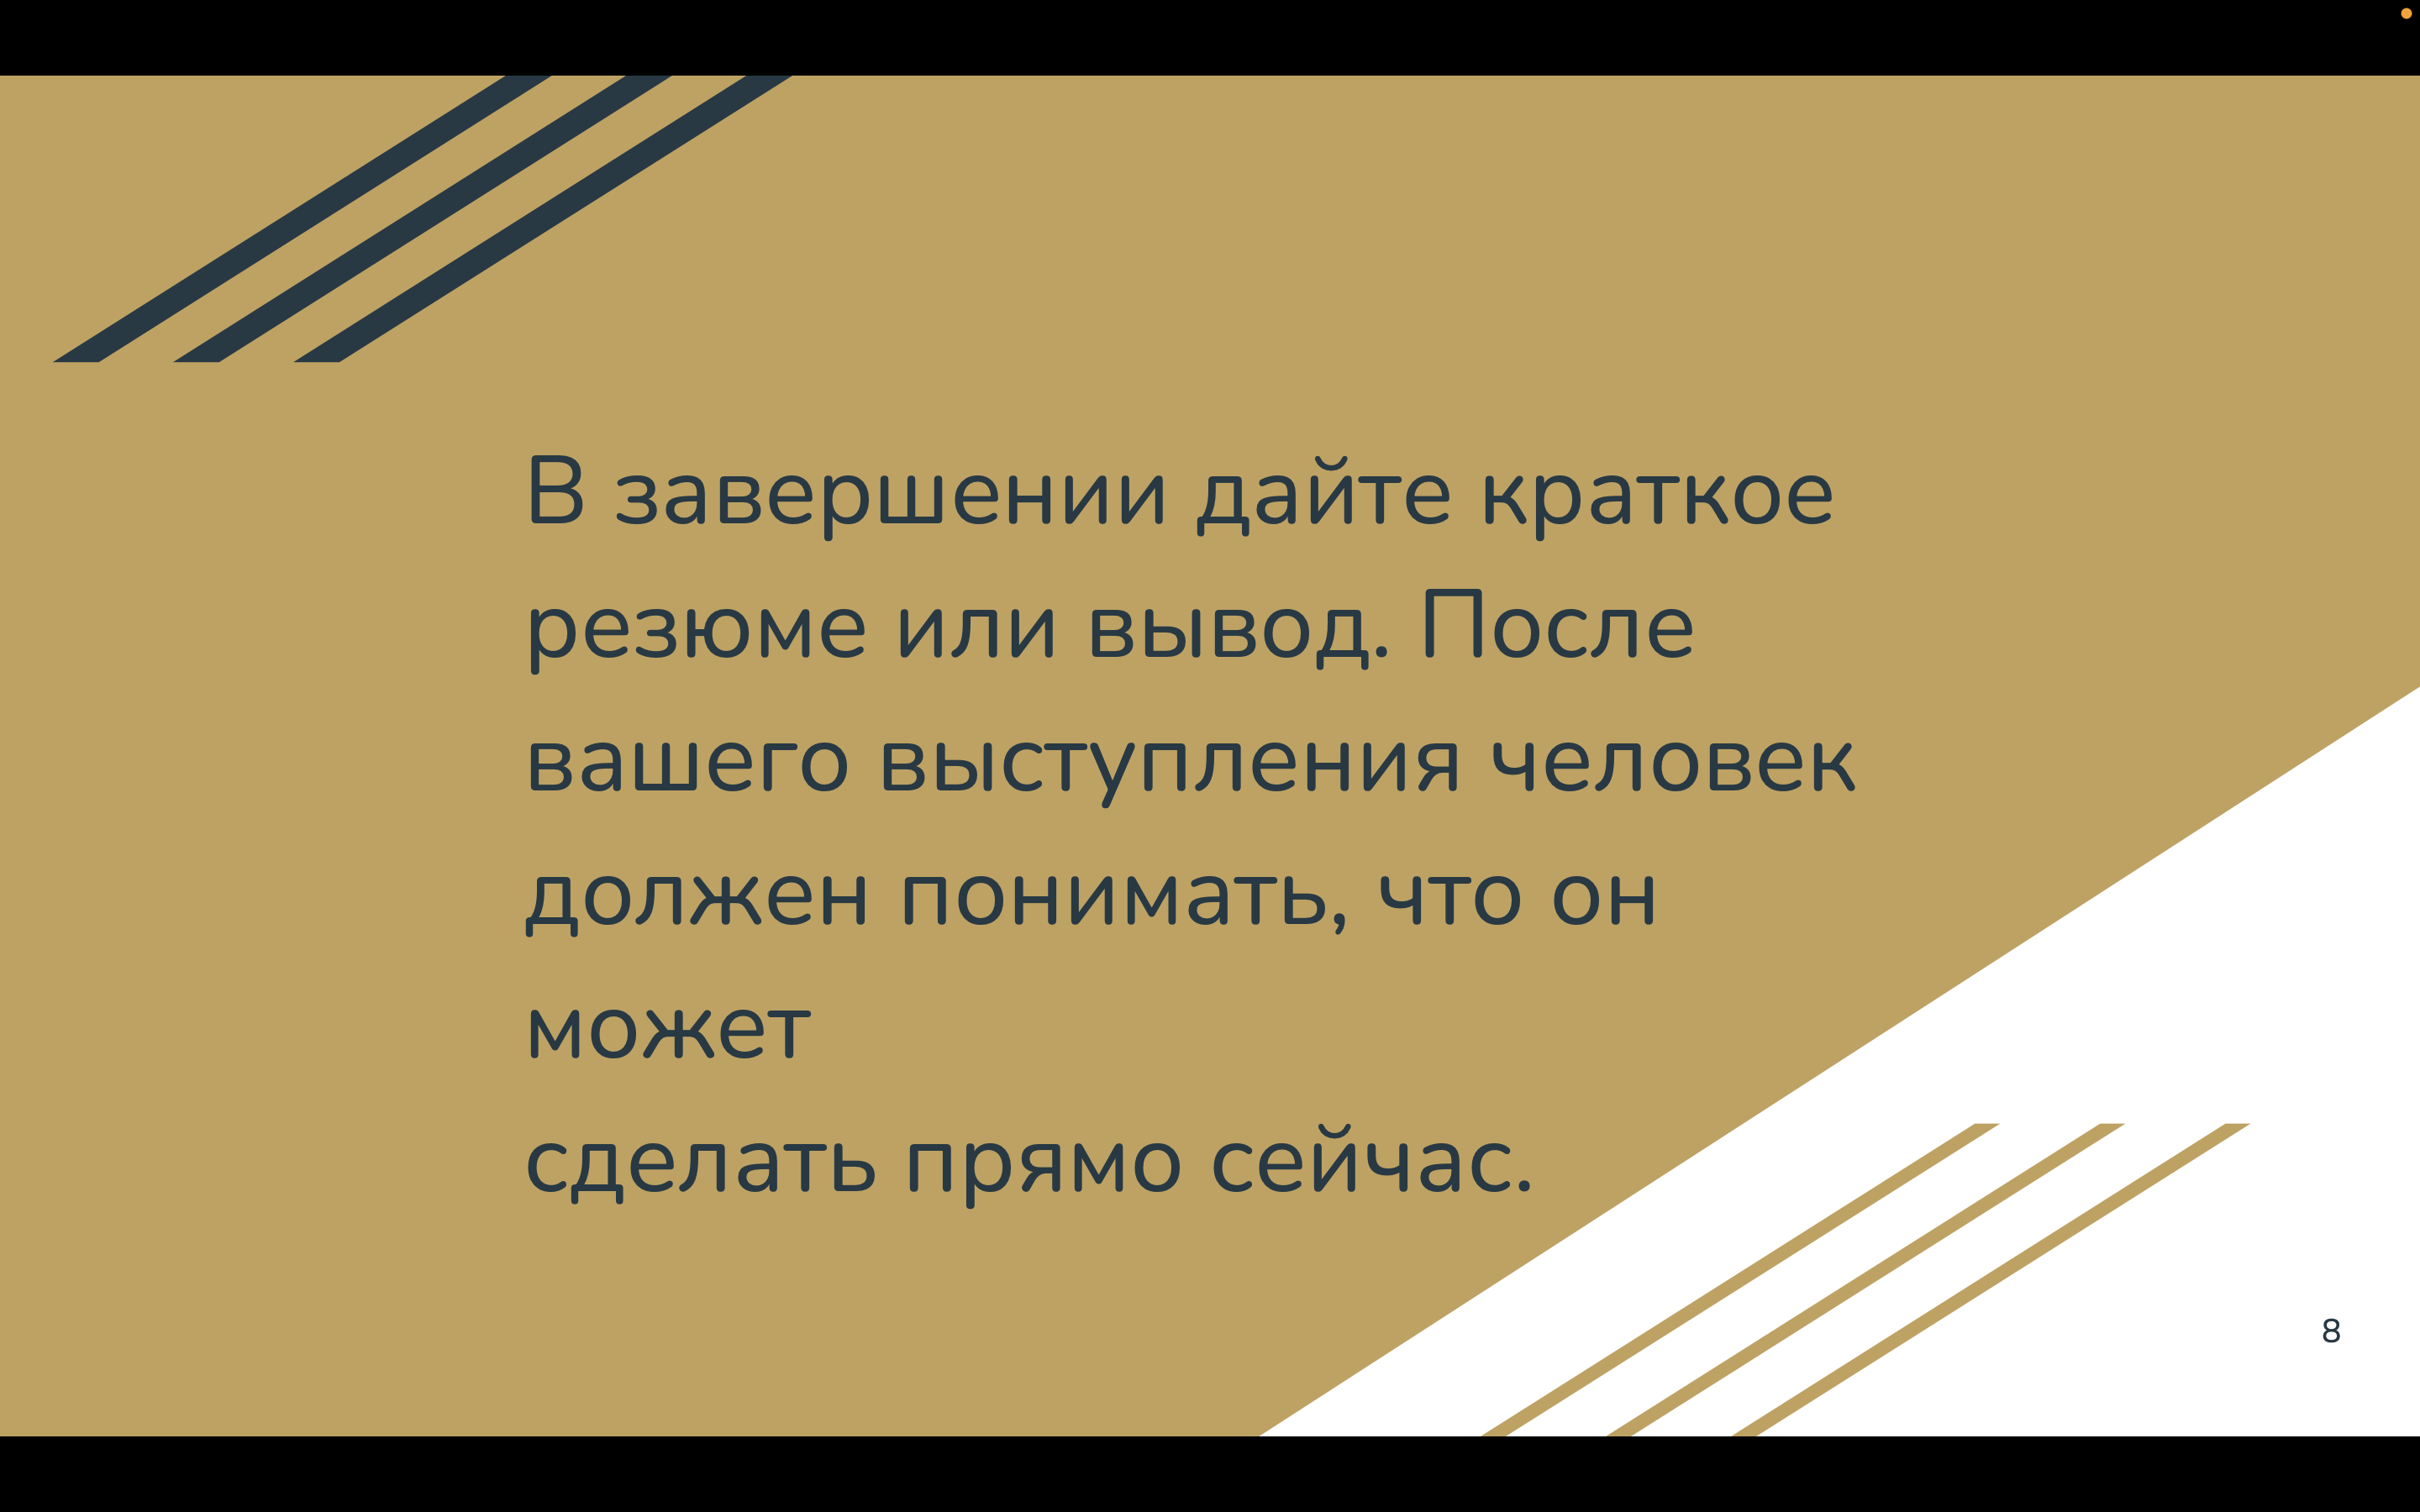 В завершении дайте краткое
резюме или вывод. После
вашего выступления человек
должен понимать, что он
может
сделать прямо сейчас.
8